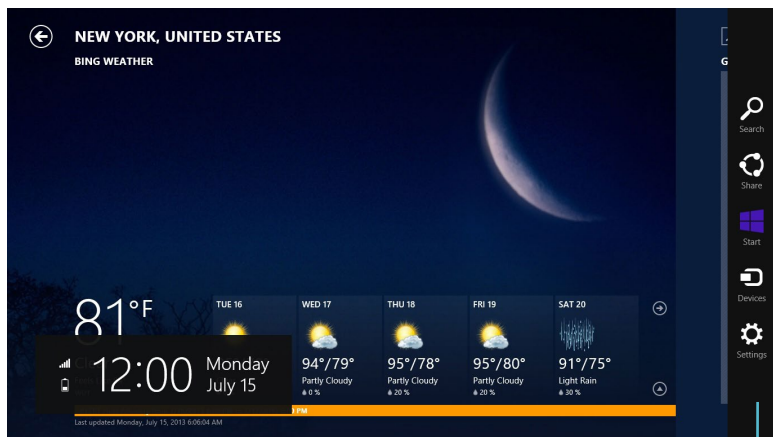 NEW YORK, UNITED STATES
BING WEATHER
G
Search
Share
Start
Devices
Settings
81°F
TUE 16
WED 17
94°/79°
Partly Cloudy
0 %
THU 18
95°/78°
Partly Cloudy
20 %
FRI 19
95°/80°
Partly Cloudy
20 %
SAT 20
91°/75°
Light Rain
30 %
12:00
Monday
July 15
PM
Last updated Monday, July 15, 2013 6:06:04 AM